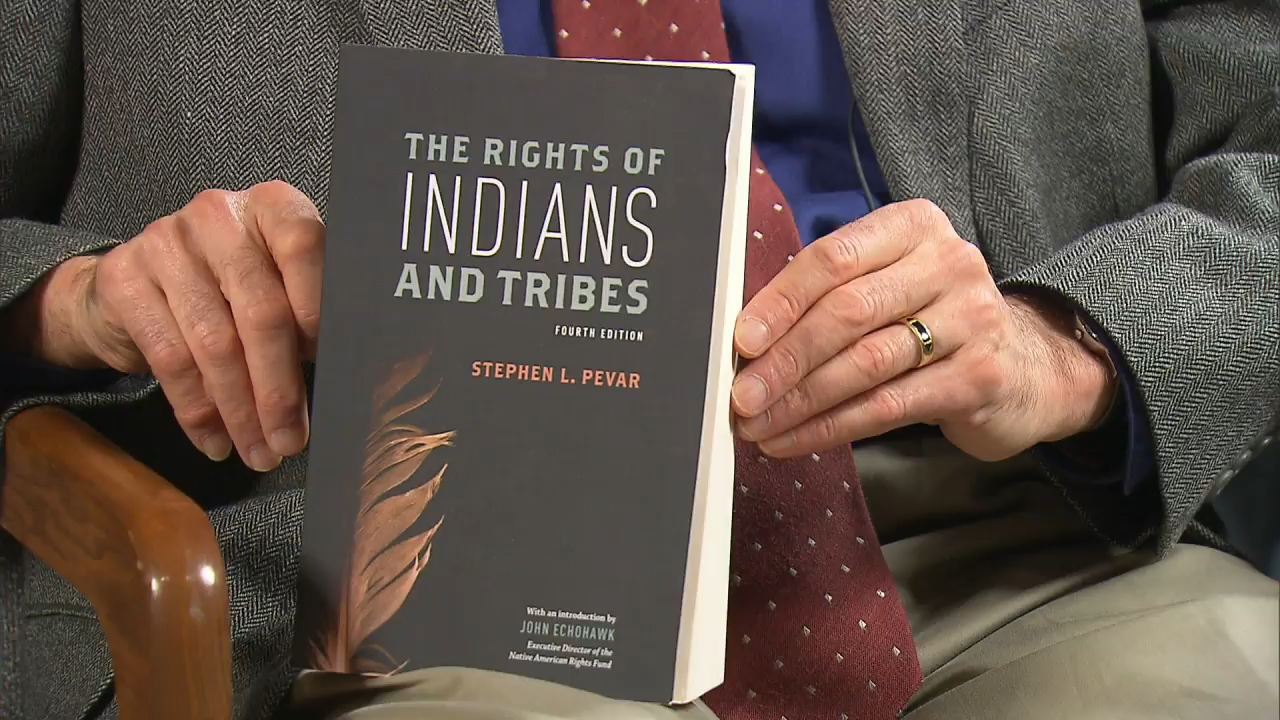 THE RIGHTS OF
INDIANS
AND TRIBES
FOURTH EDITION
STEPHEN L. PEVAR
With an introduction by
JOHN ECHOHAWK
Executive Director of the
Native American Rights Fund